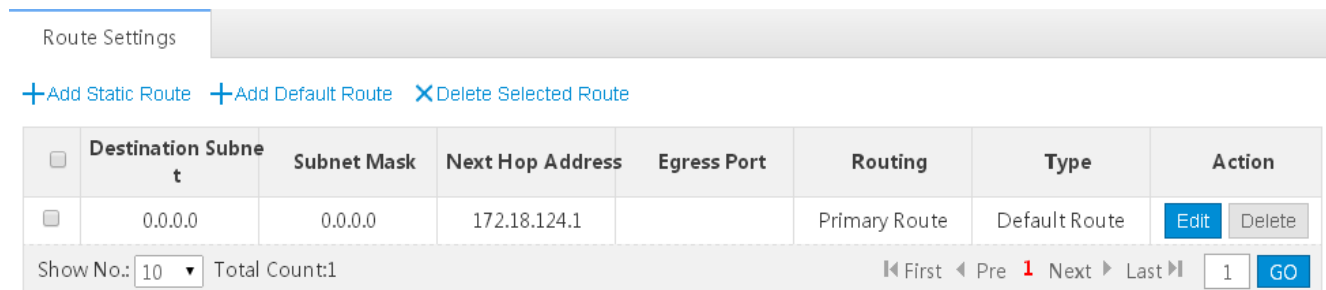 Route Settings
+Add Static Route +Add Default Route ×Delete Selected Route
Destination Subne
t
Subnet Mask Next Hop Address Egress Port Routing Type Action
0.0.0.0 0.0.0.0 172.18.124.1 Primary Route Default Route Edit Delete
Show No.: 10 Total Count:1 First Pre 1 Next Last 1 GO